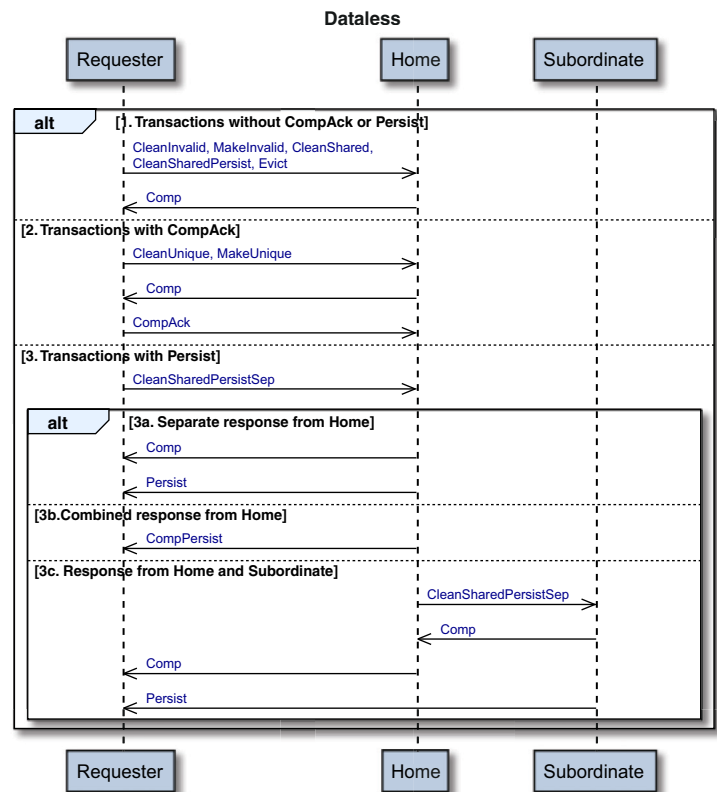 Dataless
Requester
Home
Subordinate
alt
[1. Transactions without CompAck or Persist]
CleanInvalid, MakeInvalid, CleanShared,
CleanSharedPersist, Evict
Comp
[2. Transactions with CompAck]
CleanUnique, MakeUnique
Comp
CompAck
[3. Transactions with Persist]
CleanSharedPersistSep
alt
[3a. Separate response from Home]
Comp
Persist
[3b.Combined response from Home]
CompPersist
[3c. Response from Home and Subordinate]
CleanSharedPersistSep
Comp
Comp
Persist
Requester
Home
Subordinate